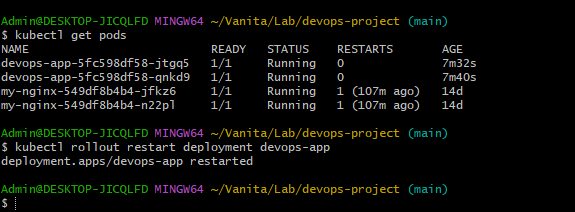 Admin@DESKTOP-JICQLFD MINGW64 ~/Vanita/Lab/devops-project (main)
$ kubectl get pods
NAME                          READY   STATUS    RESTARTS       AGE
devops-app-5fc598df58-jtgq5   1/1     Running   0              7m32s
devops-app-5fc598df58-qnkd9   1/1     Running   0              7m40s
my-nginx-549df8b4b4-jfkz6     1/1     Running   1 (107m ago)   14d
my-nginx-549df8b4b4-n22pl     1/1     Running   1 (107m ago)   14d
Admin@DESKTOP-JICQLFD MINGW64 ~/Vanita/Lab/devops-project (main)
$ kubectl rollout restart deployment devops-app
deployment.apps/devops-app restarted
Admin@DESKTOP-JICQLFD MINGW64 ~/Vanita/Lab/devops-project (main)
$